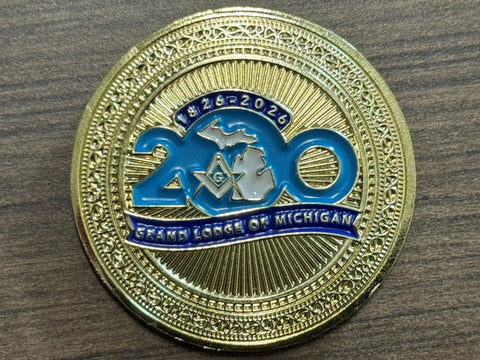 1826-2026
200
G
GRAND LODGE OF MICHIGAN